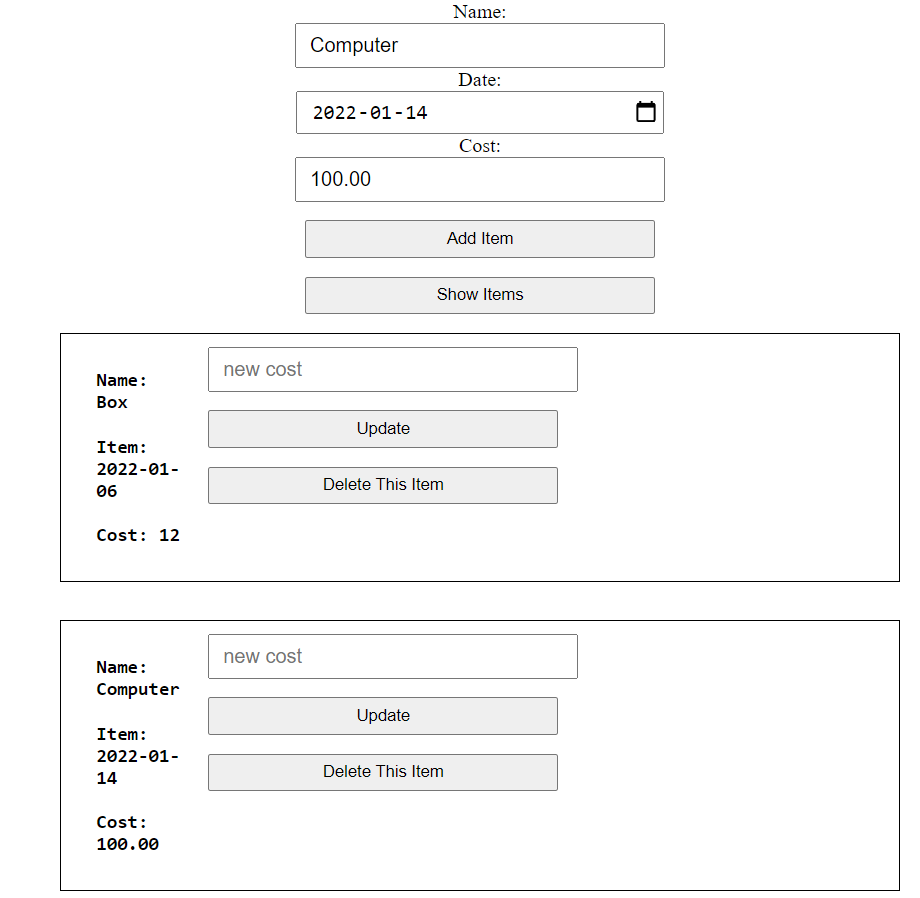 Name:
Computer
Date:
2022-01-14
Cost:
100.00
Add Item
Show Items
Name:
Box
Item:
2022-01-
06
Cost: 12
new cost
Update
Delete This Item
Name:
Computer
Item:
2022-01-
14
Cost:
100.00
new cost
Update
Delete This Item